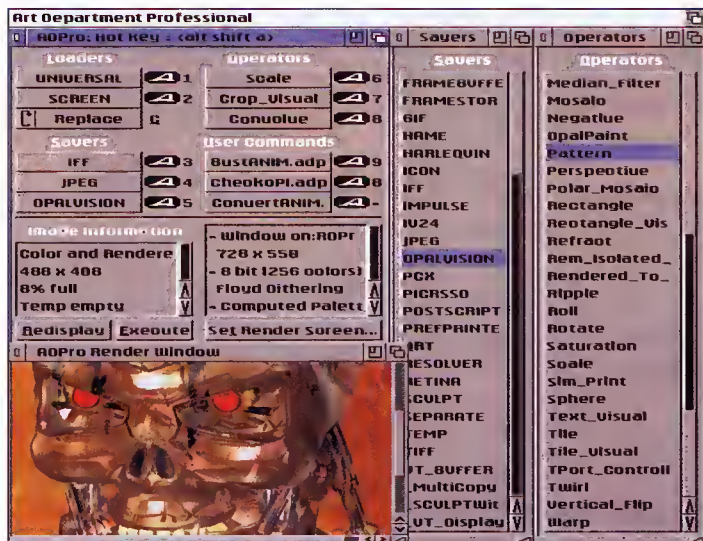 Art Department Professional
ADPro: Hot Key = <alt shift a>
Loaders
UNIVERSAL
A 1
SCREEN
A 2
Replace
G
Operators
Scale
A 6
Crop_Visual
A 7
Convolve
A 8
Savers
IFF
A 3
JPEG
A 4
OPALVISION
A 5
User Commands
BustANIM.adp
A 9
ConvertANIM.
A -
Image Information
Color and Rendere
488 x 408
8% full
Temp empty
- Window on:ADPr
728 x 558
- 8 bit (256 colors)
Floyd Dithering
- Computed Palett
Redisplay
Execute
Set Render Screen...
ADPro Render Window
Savers
Savers
FRAMEBUFFE
FRAMESTOR
GIF
HAME
HARLEQUIN
ICON
IFF
IMPULSE
IV24
JPEG
OPALVISION
PCX
PICASSO
POSTSCRIPT
PREFPRINTE
RESOLVER
RETINA
SCULPT
SEPARATE
TEMP
TIFF
VT_BUFFER
_MultiCopy
_SCULPTWit
_VT_Display
Operators
Operators
Median_Filter
Mosaic
Negative
OpalPaint
Pattern
Perspective
Polar_Mosaic
Rectangle
Rectangle_Vis
Refract
Rem_Isolated_
Rendered_To_
Ripple
Roll
Rotate
Saturation
Scale
Sim_Print
Sphere
Text_Visual
Tile
Tile_Visual
TPort_Controll
Twirl
Vertical_Flip
Warp